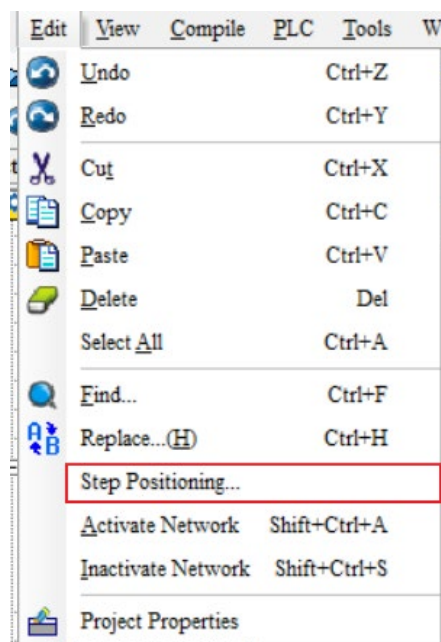 Edit View Compile PLC Tools W
Undo Ctrl+Z
Redo Ctrl+Y
Cut Ctrl+X
Copy Ctrl+C
Paste Ctrl+V
Delete Del
Select All Ctrl+A
Find... Ctrl+F
Replace...(H) Ctrl+H
Step Positioning...
Activate Network Shift+Ctrl+A
Inactivate Network Shift+Ctrl+S
Project Properties